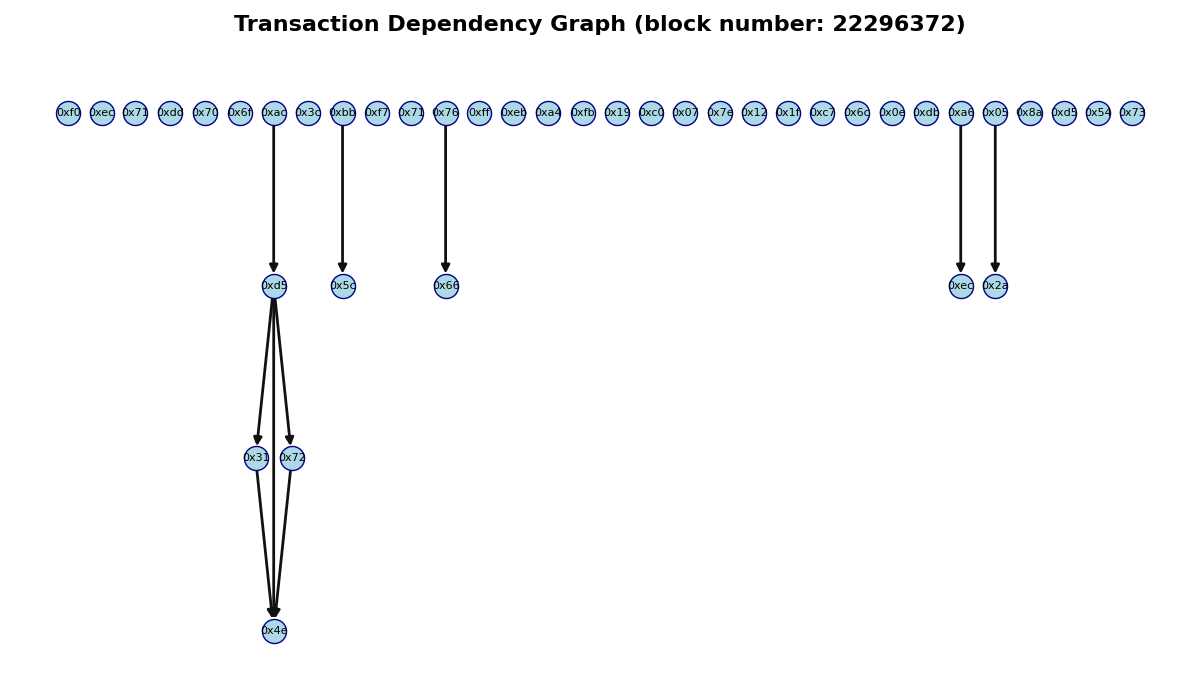 Transaction Dependency Graph (block number: 22296372)
0xf0 0xec 0x71 0xdd 0x70 0x6f 0xac 0x3c 0xbb 0xf7 0x71 0x76 0xff 0xeb 0xa4 0xfb 0x19 0xc0 0x07 0x7e 0x12 0x1f 0xc7 0x6c 0x0e 0xdb 0xa6 0x05 0x8a 0xd5 0x54 0x73
0xd5 0x5c 0x66 0xec 0x2a
0x31 0x72
0x4e